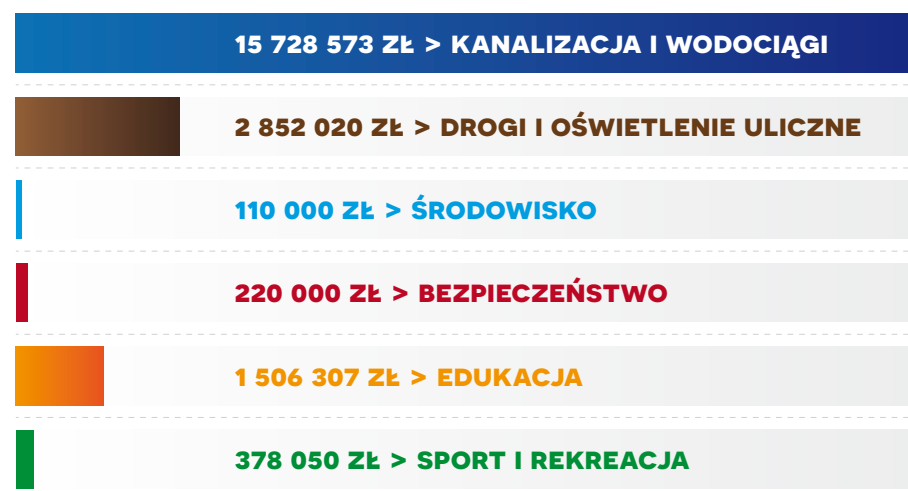 15 728 573 ZŁ > KANALIZACJA I WODOCIĄGI
2 852 020 ZŁ > DROGI I OŚWIETLENIE ULICZNE
110 000 ZŁ > ŚRODOWISKO
220 000 ZŁ > BEZPIECZEŃSTWO
1 506 307 ZŁ > EDUKACJA
378 050 ZŁ > SPORT I REKREACJA